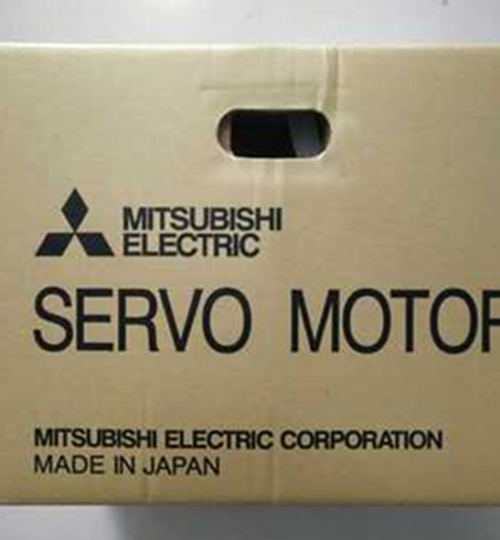 MITSUBISHI
ELECTRIC
SERVO MOTOR
MITSUBISHI ELECTRIC CORPORATION
MADE IN JAPAN